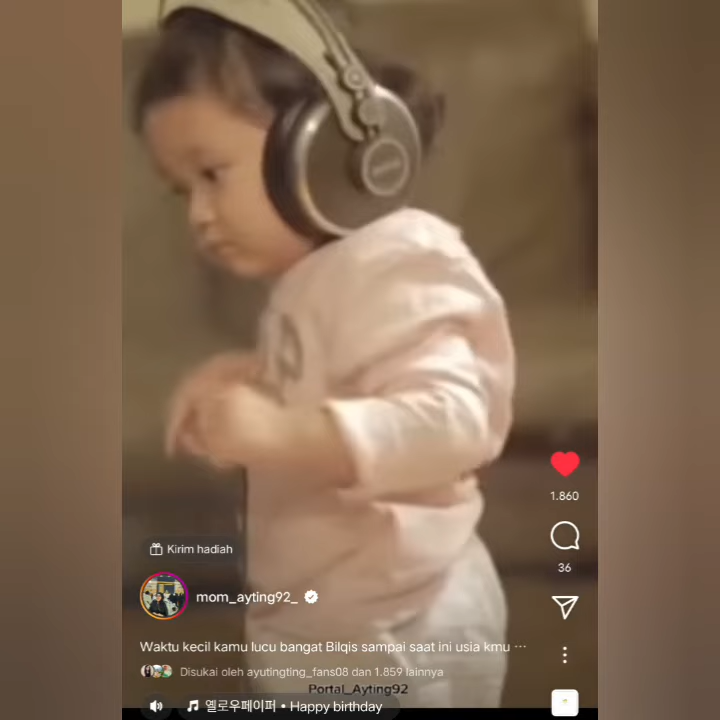 1.860
36
Kirim hadiah
mom_ayting92_
Waktu kecil kamu lucu bangat Bilqis sampai saat ini usia kmu ...
Disukai oleh ayutingting_fans08 dan 1.859 lainnya
Portal_Ayting92
옐로우페이퍼 • Happy birthday